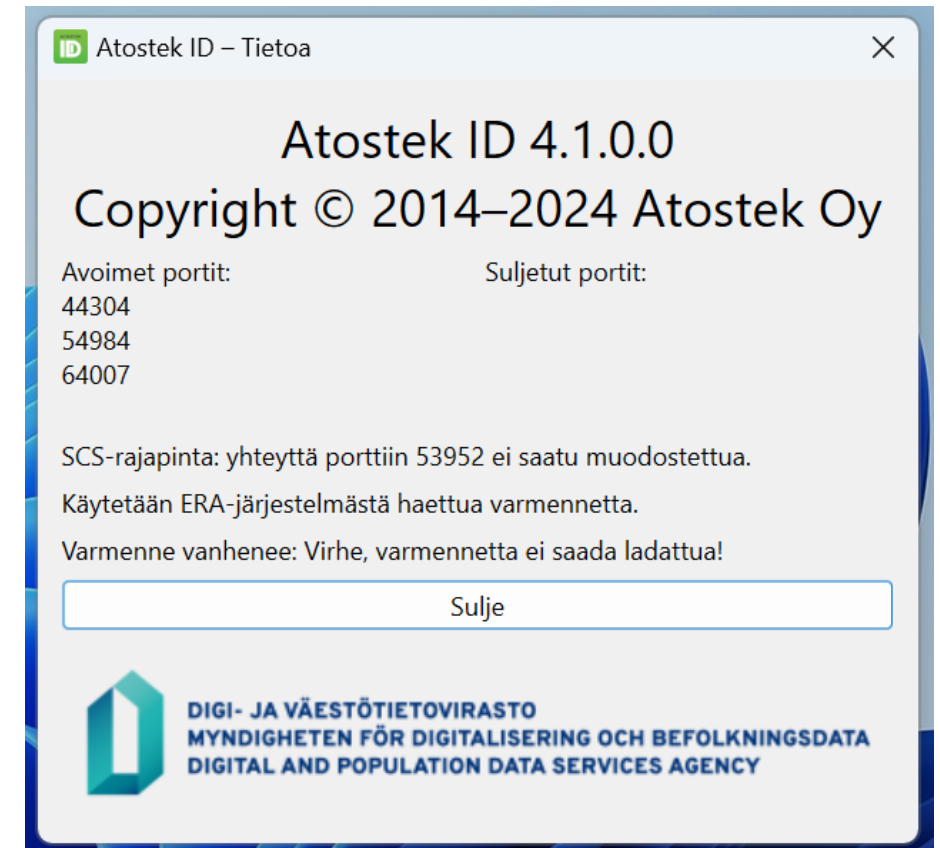 ID Atostek ID – Tietoa
Atostek ID 4.1.0.0
Copyright © 2014–2024 Atostek Oy
Avoimet portit: Suljetut portit:
44304
54984
64007
SCS-rajapinta: yhteyttä porttiin 53952 ei saatu muodostettua.
Käytetään ERA-järjestelmästä haettua varmennetta.
Varmenne vanhenee: Virhe, varmennetta ei saada ladattua!
Sulje
DIGI- JA VÄESTÖTIETOVIRASTO
MYNDIGHETEN FÖR DIGITALISERING OCH BEFOLKNINGSDATA
DIGITAL AND POPULATION DATA SERVICES AGENCY